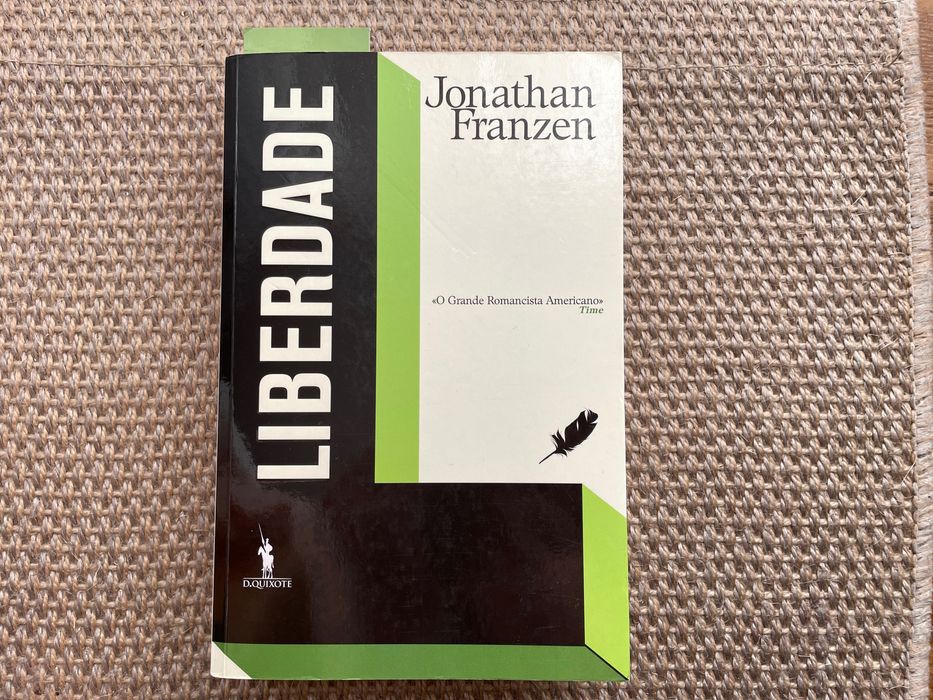 LIBERDADE
Jonathan
Franzen
«O Grande Romancista Americano»
Time
D.QUIXOTE